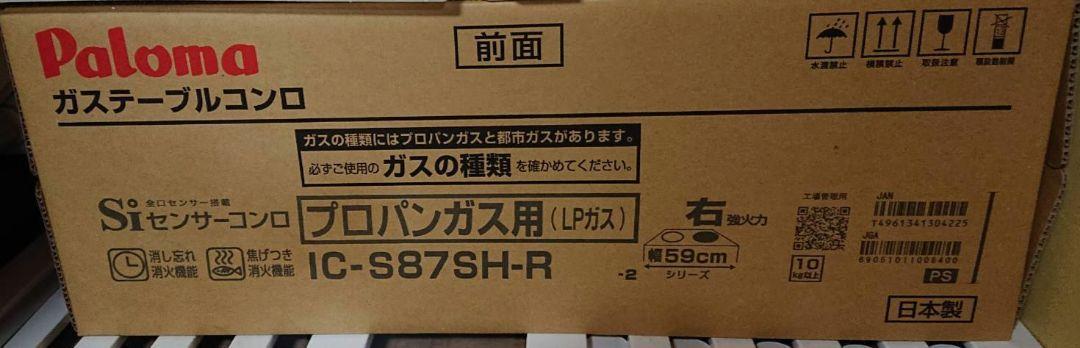 Paloma
ガステーブルコンロ
前面
水濡禁止 横積禁止 取扱注意
ガスの種類にはプロパンガスと都市ガスがあります。
必ずご使用の ガスの種類 を確かめてください。
全口センサー搭載
Siセンサーコンロ
プロパンガス用(LPガス)
右 強火力
幅59cm
シリーズ
消し忘れ
消火機能
焦げつき
消火機能
IC-S87SH-R
-2
工場管理用
10
kg以上
JAN
T4961341304225
JGA
69051011008400
PS
日本製